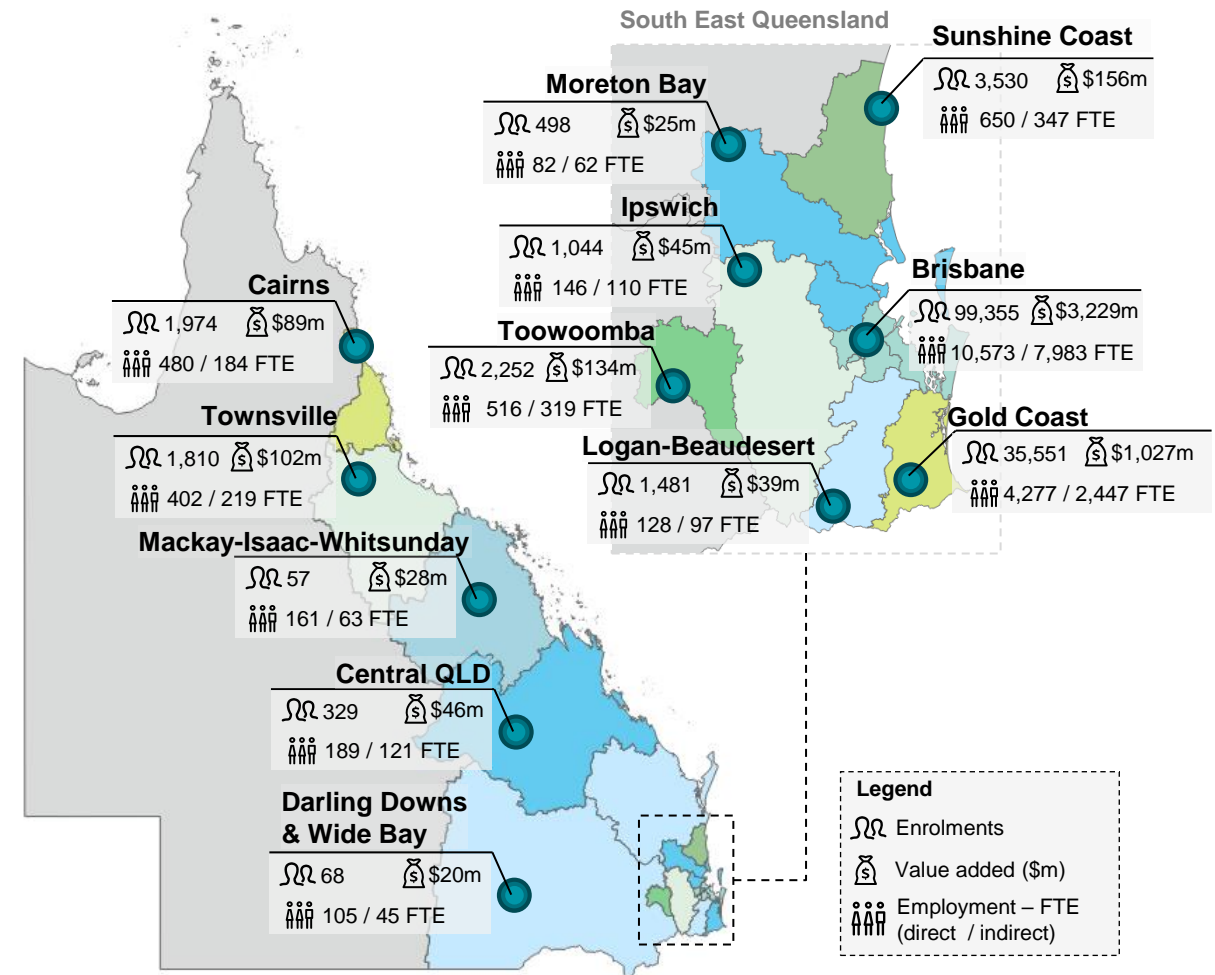 South East Queensland
Sunshine Coast
3,530 $156m
650 / 347 FTE
Moreton Bay
498 $25m
82 / 62 FTE
Ipswich
1,044 $45m
146 / 110 FTE
Brisbane
99,355 $3,229m
10,573 / 7,983 FTE
Cairns
1,974 $89m
480 / 184 FTE
Toowoomba
2,252 $134m
516 / 319 FTE
Townsville
1,810 $102m
402 / 219 FTE
Logan-Beaudesert
1,481 $39m
128 / 97 FTE
Gold Coast
35,551 $1,027m
4,277 / 2,447 FTE
Mackay-Isaac-Whitsunday
57 $28m
161 / 63 FTE
Central QLD
329 $46m
189 / 121 FTE
Darling Downs
& Wide Bay
68 $20m
105 / 45 FTE
Legend
Enrolments
Value added ($m)
Employment – FTE
(direct / indirect)